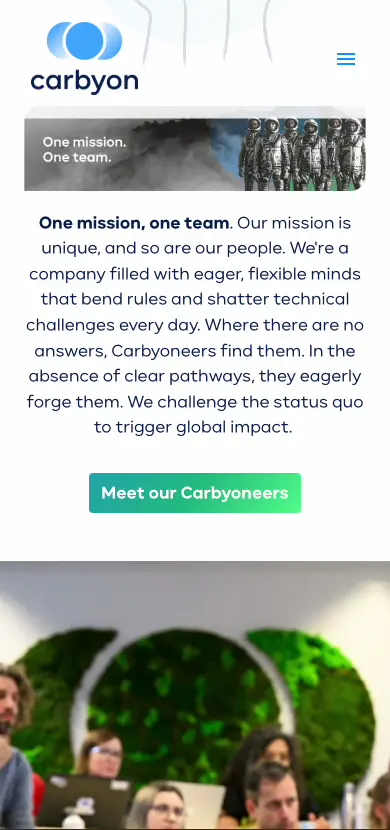 carbyon
One mission.
One team.
One mission, one team. Our mission is
unique, and so are our people. We're a
company filled with eager, flexible minds
that bend rules and shatter technical
challenges every day. Where there are no
answers, Carbyoneers find them. In the
absence of clear pathways, they eagerly
forge them. We challenge the status quo
to trigger global impact.
Meet our Carbyoneers